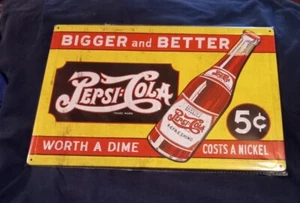 BIGGER and BETTER
PEPSI-COLA
5¢
WORTH A DIME
COSTS A NICKEL